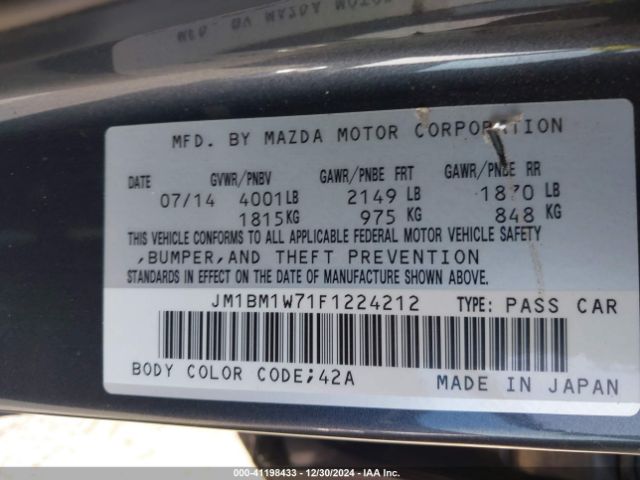 MFD. BY MAZDA MOTOR CORPORATION
DATE GVWR/PNBV GAWR/PNBE FRT GAWR/PNBE RR
07/14 4001LB 2149 LB 1870 LB
1815KG 975 KG 848 KG
THIS VEHICLE CONFORMS TO ALL APPLICABLE FEDERAL MOTOR VEHICLE SAFETY
,BUMPER,AND THEFT PREVENTION
STANDARDS IN EFFECT ON THE DATE OF MANUFACTURE SHOWN ABOVE.
JM1BM1W71F1224212 TYPE: PASS CAR
BODY COLOR CODE;42A MADE IN JAPAN
000-41198433 - 12/30/2024 - IAA Inc.